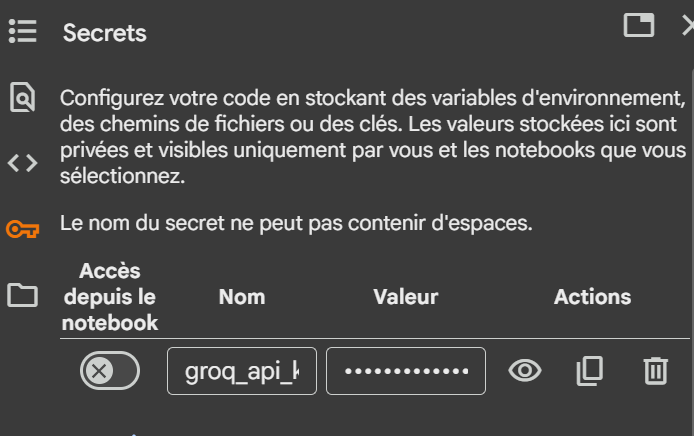 Secrets
Configurez votre code en stockant des variables d'environnement,
des chemins de fichiers ou des clés. Les valeurs stockées ici sont
privées et visibles uniquement par vous et les notebooks que vous
sélectionnez.
Le nom du secret ne peut pas contenir d'espaces.
Accès
depuis le
notebook
Nom
Valeur
Actions
groq_api_k
•••••••••••••